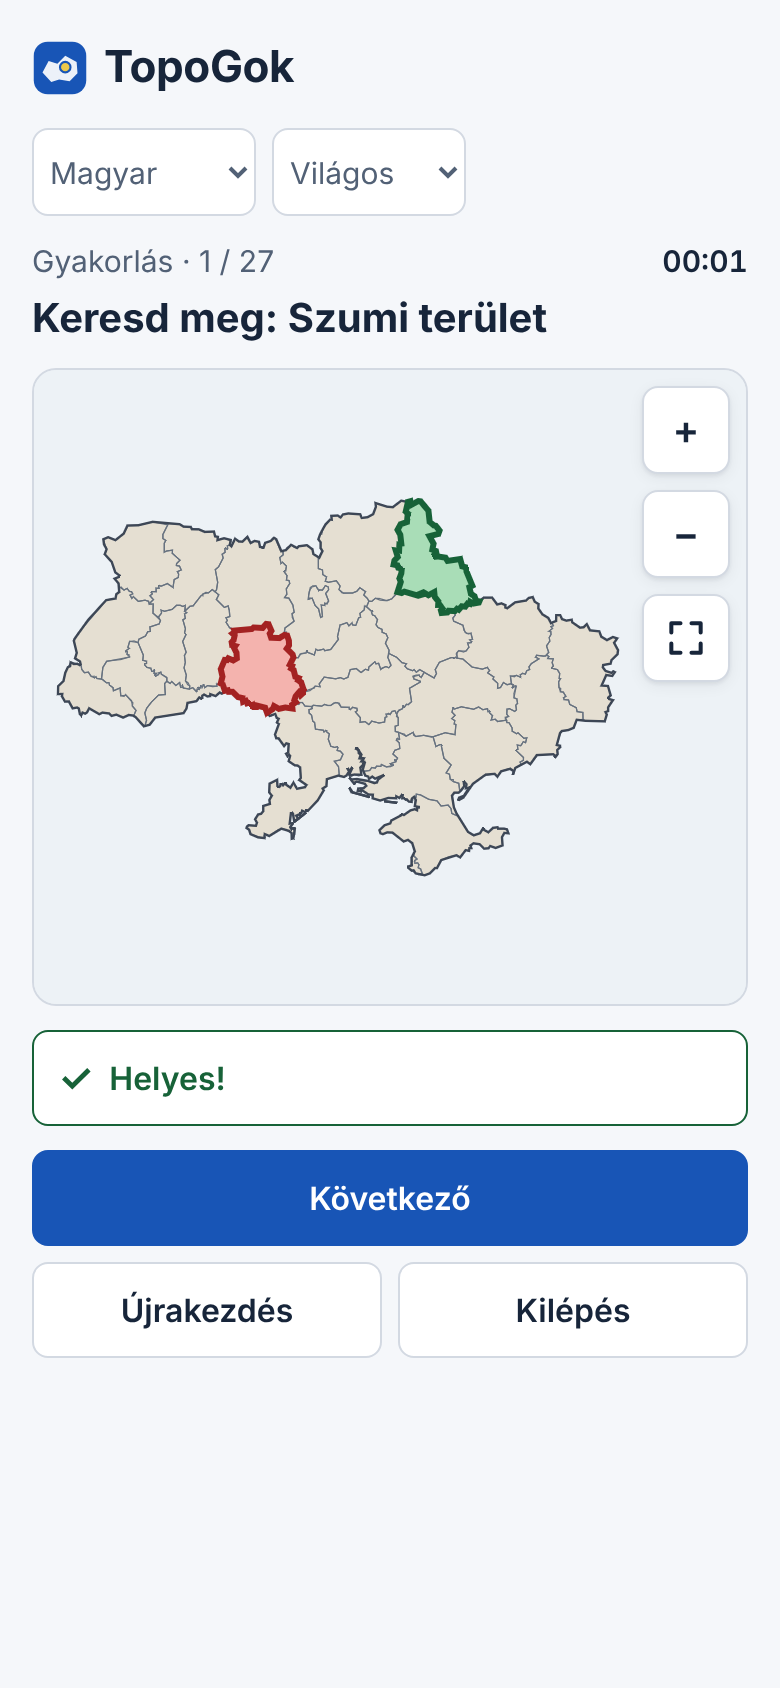 TopoGok
Magyar
Világos
Gyakorlás · 1 / 27
00:01
Keresd meg: Szumi terület
+
−
Helyes!
Következő
Újrakezdés
Kilépés